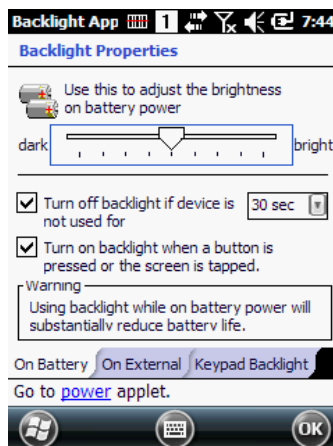 Backlight App 1 7:44
Backlight Properties
Use this to adjust the brightness
on battery power
dark bright
Turn off backlight if device is 30 sec
not used for
Turn on backlight when a button is
pressed or the screen is tapped.
Warning
Using backlight while on battery power will
substantially reduce battery life.
On Battery On External Keypad Backlight
Go to power applet.
OK